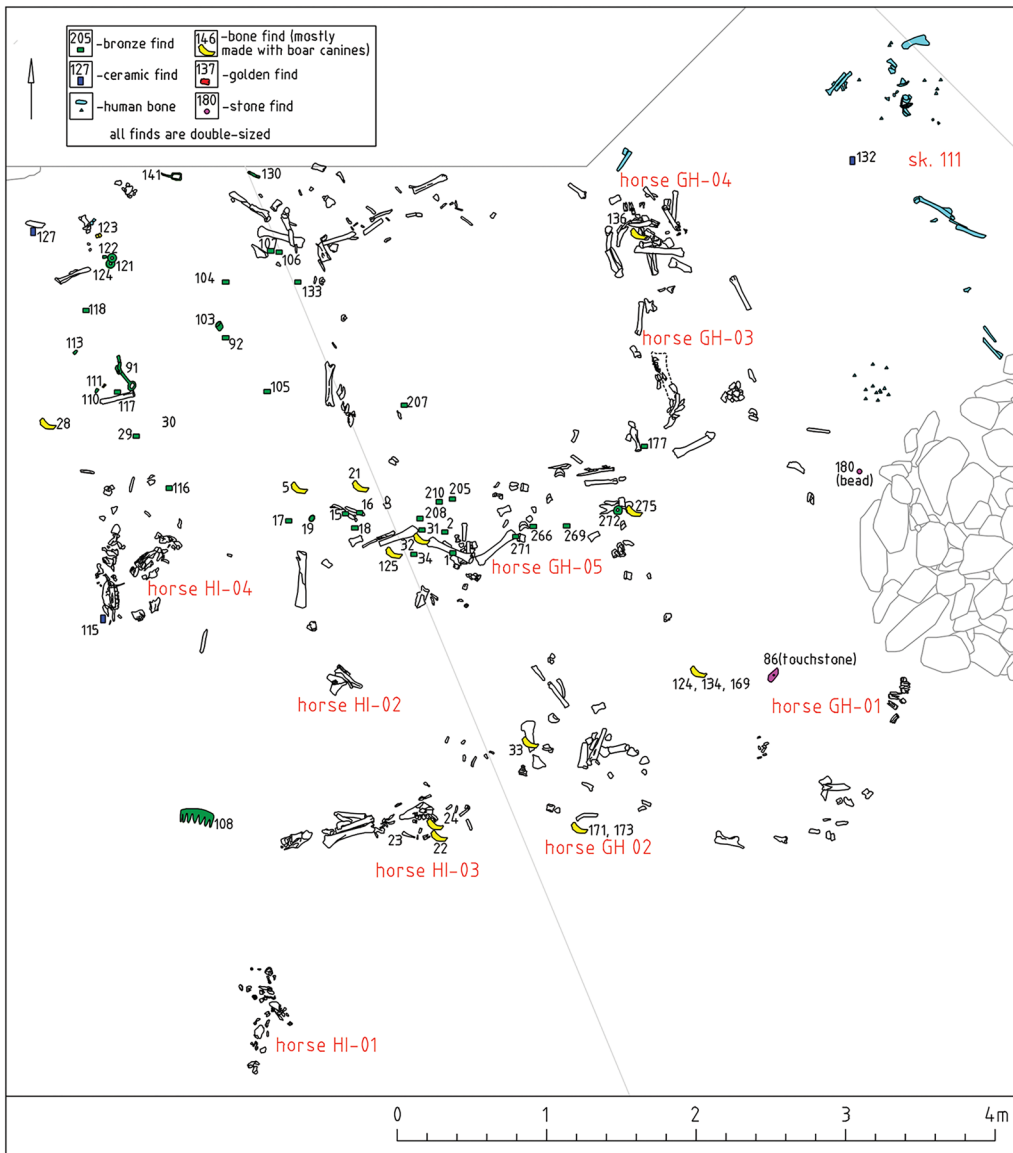 205 -bronze find
146 -bone find (mostly
made with boar canines)
127 -ceramic find
137 -golden find
-human bone
180 -stone find
all finds are double-sized
132
sk. 111
141
130
horse GH-04
136
127
123
122
121
124
107
106
104
133
118
103
92
horse GH-03
113
91
111
110
117
105
207
28
29
30
177
180
(bead)
116
5
21
210
205
16
15
208
17
19
18
31
2
32
34
1
125
271
266
269
272
275
horse GH-05
horse HI-04
115
86(touchstone)
124, 134, 169
horse HI-02
horse GH-01
33
108
24
23
22
171, 173
horse GH 02
horse HI-03
horse HI-01
0 1 2 3 4m